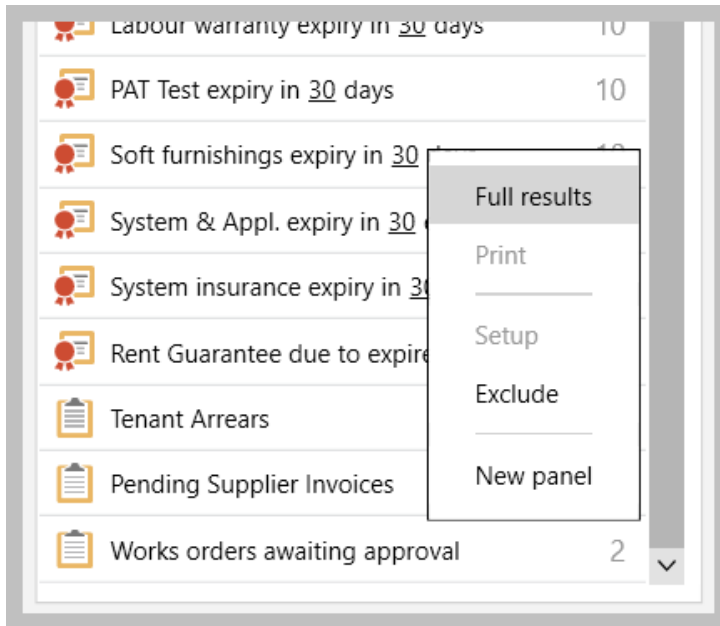 Labour warranty expiry in 30 days 10
PAT Test expiry in 30 days 10
Soft furnishings expiry in 30
System & Appl. expiry in 30
System insurance expiry in 30
Rent Guarantee due to expire
Tenant Arrears
Pending Supplier Invoices
Works orders awaiting approval 2
Full results
Print
Setup
Exclude
New panel